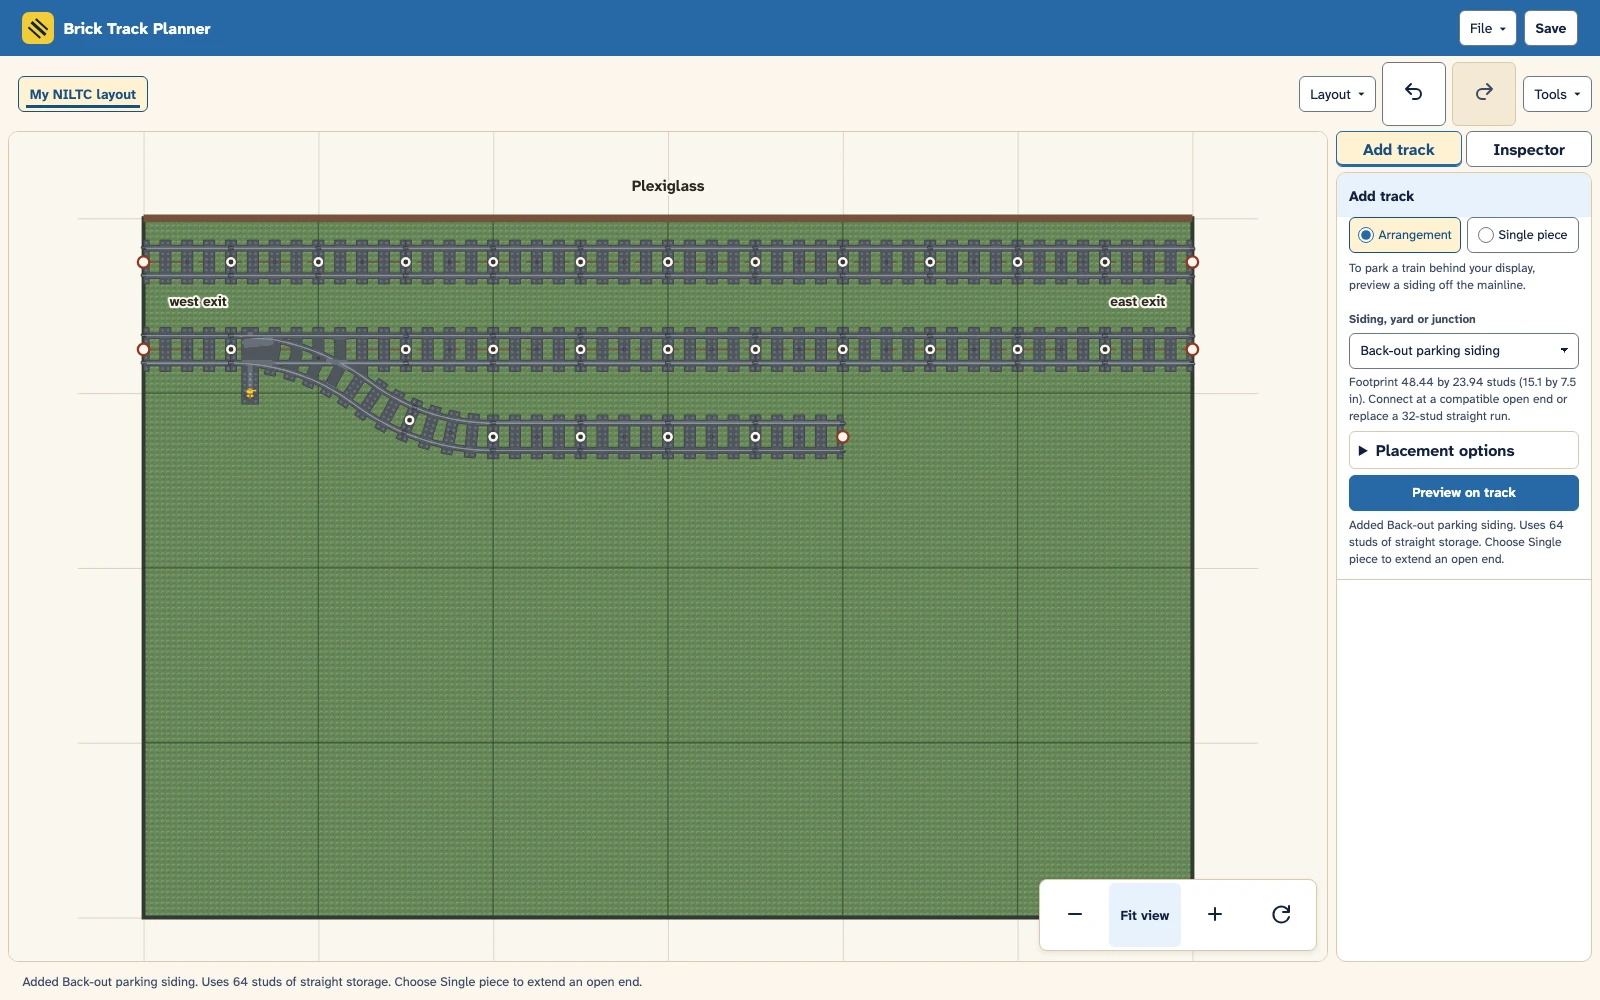 Brick Track Planner
File
Save
My NILTC layout
Layout
Tools
Add track
Inspector
Plexiglass
west exit
east exit
Add track
Arrangement
Single piece
To park a train behind your display,
preview a siding off the mainline.
Siding, yard or junction
Back-out parking siding
Footprint 48.44 by 23.94 studs (15.1 by 7.5
in). Connect at a compatible open end or
replace a 32-stud straight run.
Placement options
Preview on track
Added Back-out parking siding. Uses 64
studs of straight storage. Choose Single
piece to extend an open end.
Fit view
Added Back-out parking siding. Uses 64 studs of straight storage. Choose Single piece to extend an open end.